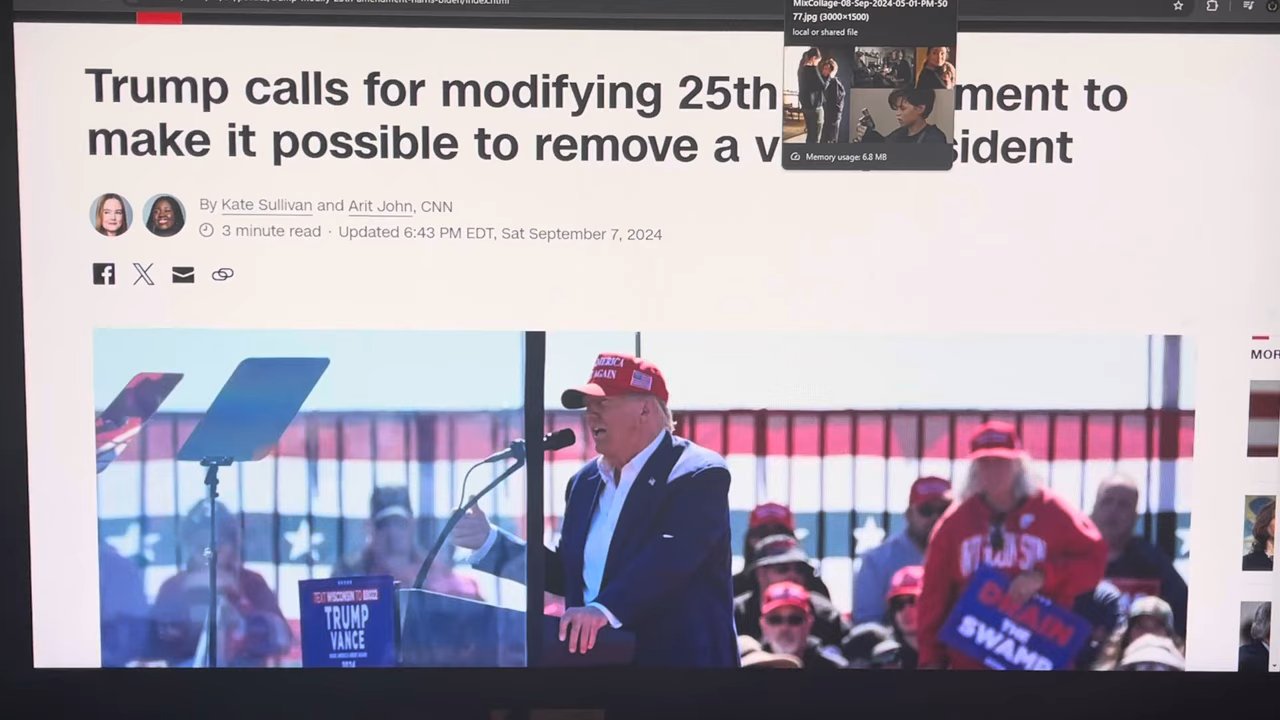 MixCollage-08-Sep-2024-05-01-PM-50
77.jpg (3000×1500)
local or shared file
Memory usage: 6.8 MB
Trump calls for modifying 25th ment to
make it possible to remove a v sident
By Kate Sullivan and Arit John, CNN
3 minute read · Updated 6:43 PM EDT, Sat September 7, 2024
MOR
AMERICA
AGAIN
TRUMP
VANCE
2024
DRAIN
THE
SWAMP